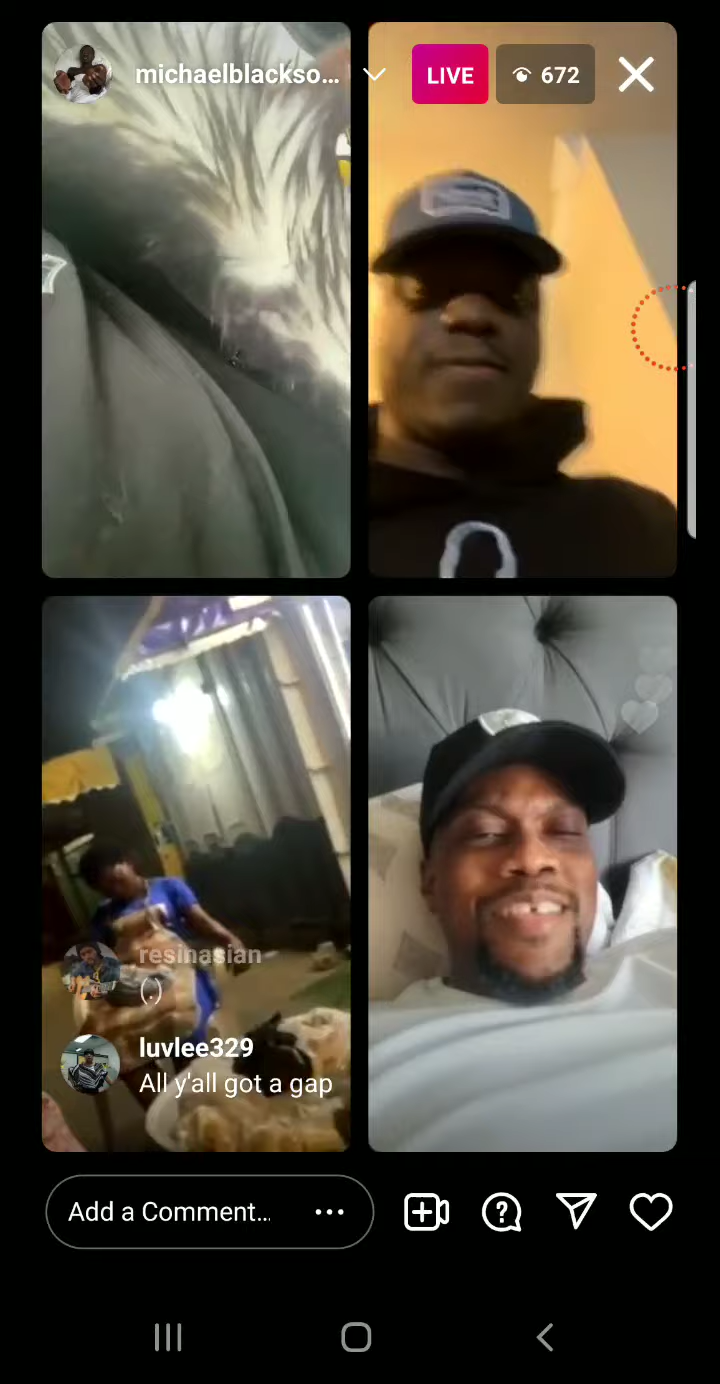 michaelblackso...
LIVE
672
resinasian
(.)
luvlee329
All y'all got a gap
Add a Comment...